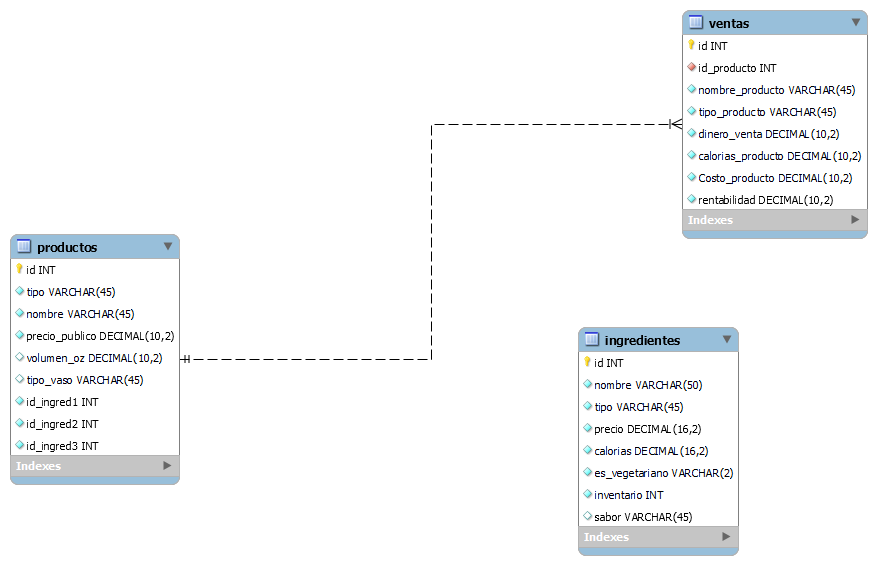 ventas
id INT
id_producto INT
nombre_producto VARCHAR(45)
tipo_producto VARCHAR(45)
dinero_venta DECIMAL(10,2)
calorias_producto DECIMAL(10,2)
Costo_producto DECIMAL(10,2)
rentabilidad DECIMAL(10,2)
Indexes
productos
id INT
tipo VARCHAR(45)
nombre VARCHAR(45)
precio_publico DECIMAL(10,2)
volumen_oz DECIMAL(10,2)
tipo_vaso VARCHAR(45)
id_ingred1 INT
id_ingred2 INT
id_ingred3 INT
Indexes
ingredientes
id INT
nombre VARCHAR(50)
tipo VARCHAR(45)
precio DECIMAL(16,2)
calorias DECIMAL(16,2)
es_vegetariano VARCHAR(2)
inventario INT
sabor VARCHAR(45)
Indexes